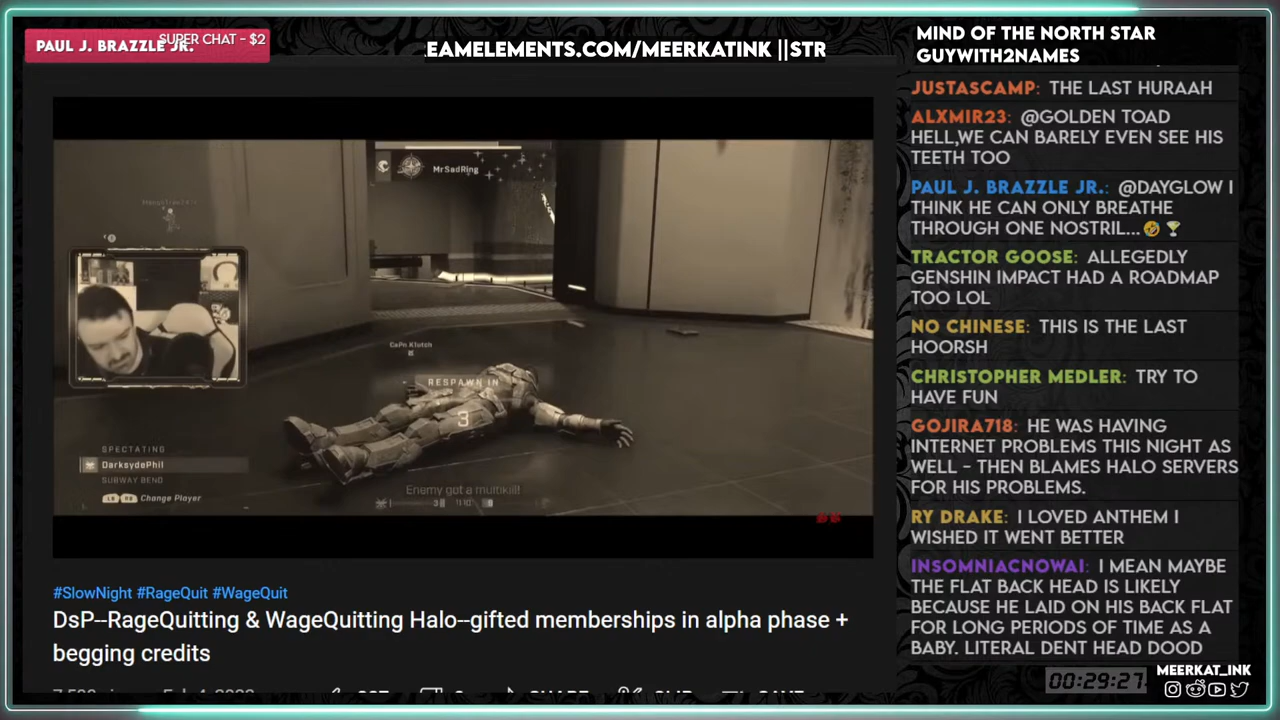 PAUL J. BRAZZLE JR.
SUPER CHAT - $2
EAMELEMENTS.COM/MEERKATINK ||STR
MIND OF THE NORTH STAR
GUYWITH2NAMES
JUSTASCAMP: THE LAST HURAAH
ALXMIR23: @GOLDEN TOAD
HELL,WE CAN BARELY EVEN SEE HIS
TEETH TOO
PAUL J. BRAZZLE JR.: @DAYGLOW I
THINK HE CAN ONLY BREATHE
THROUGH ONE NOSTRIL...🤣🏆
TRACTOR GOOSE: ALLEGEDLY
GENSHIN IMPACT HAD A ROADMAP
TOO LOL
NO CHINESE: THIS IS THE LAST
HOORSH
CHRISTOPHER MEDLER: TRY TO
HAVE FUN
GOJIRA718: HE WAS HAVING
INTERNET PROBLEMS THIS NIGHT AS
WELL - THEN BLAMES HALO SERVERS
FOR HIS PROBLEMS.
RY DRAKE: I LOVED ANTHEM I
WISHED IT WENT BETTER
INSOMNIACNOWAI: I MEAN MAYBE
THE FLAT BACK HEAD IS LIKELY
BECAUSE HE LAID ON HIS BACK FLAT
FOR LONG PERIODS OF TIME AS A
BABY. LITERAL DENT HEAD DOOD
MrSadRing
CaPn Klutch
RESPAWN IN
3
SPECTATING
DarksydePhil
SUBWAY BEND
LB RB Change Player
Enemy got a multikill!
#SlowNight #RageQuit #WageQuit
DsP--RageQuitting & WageQuitting Halo--gifted memberships in alpha phase +
begging credits
00:29:27
MEERKAT_INK